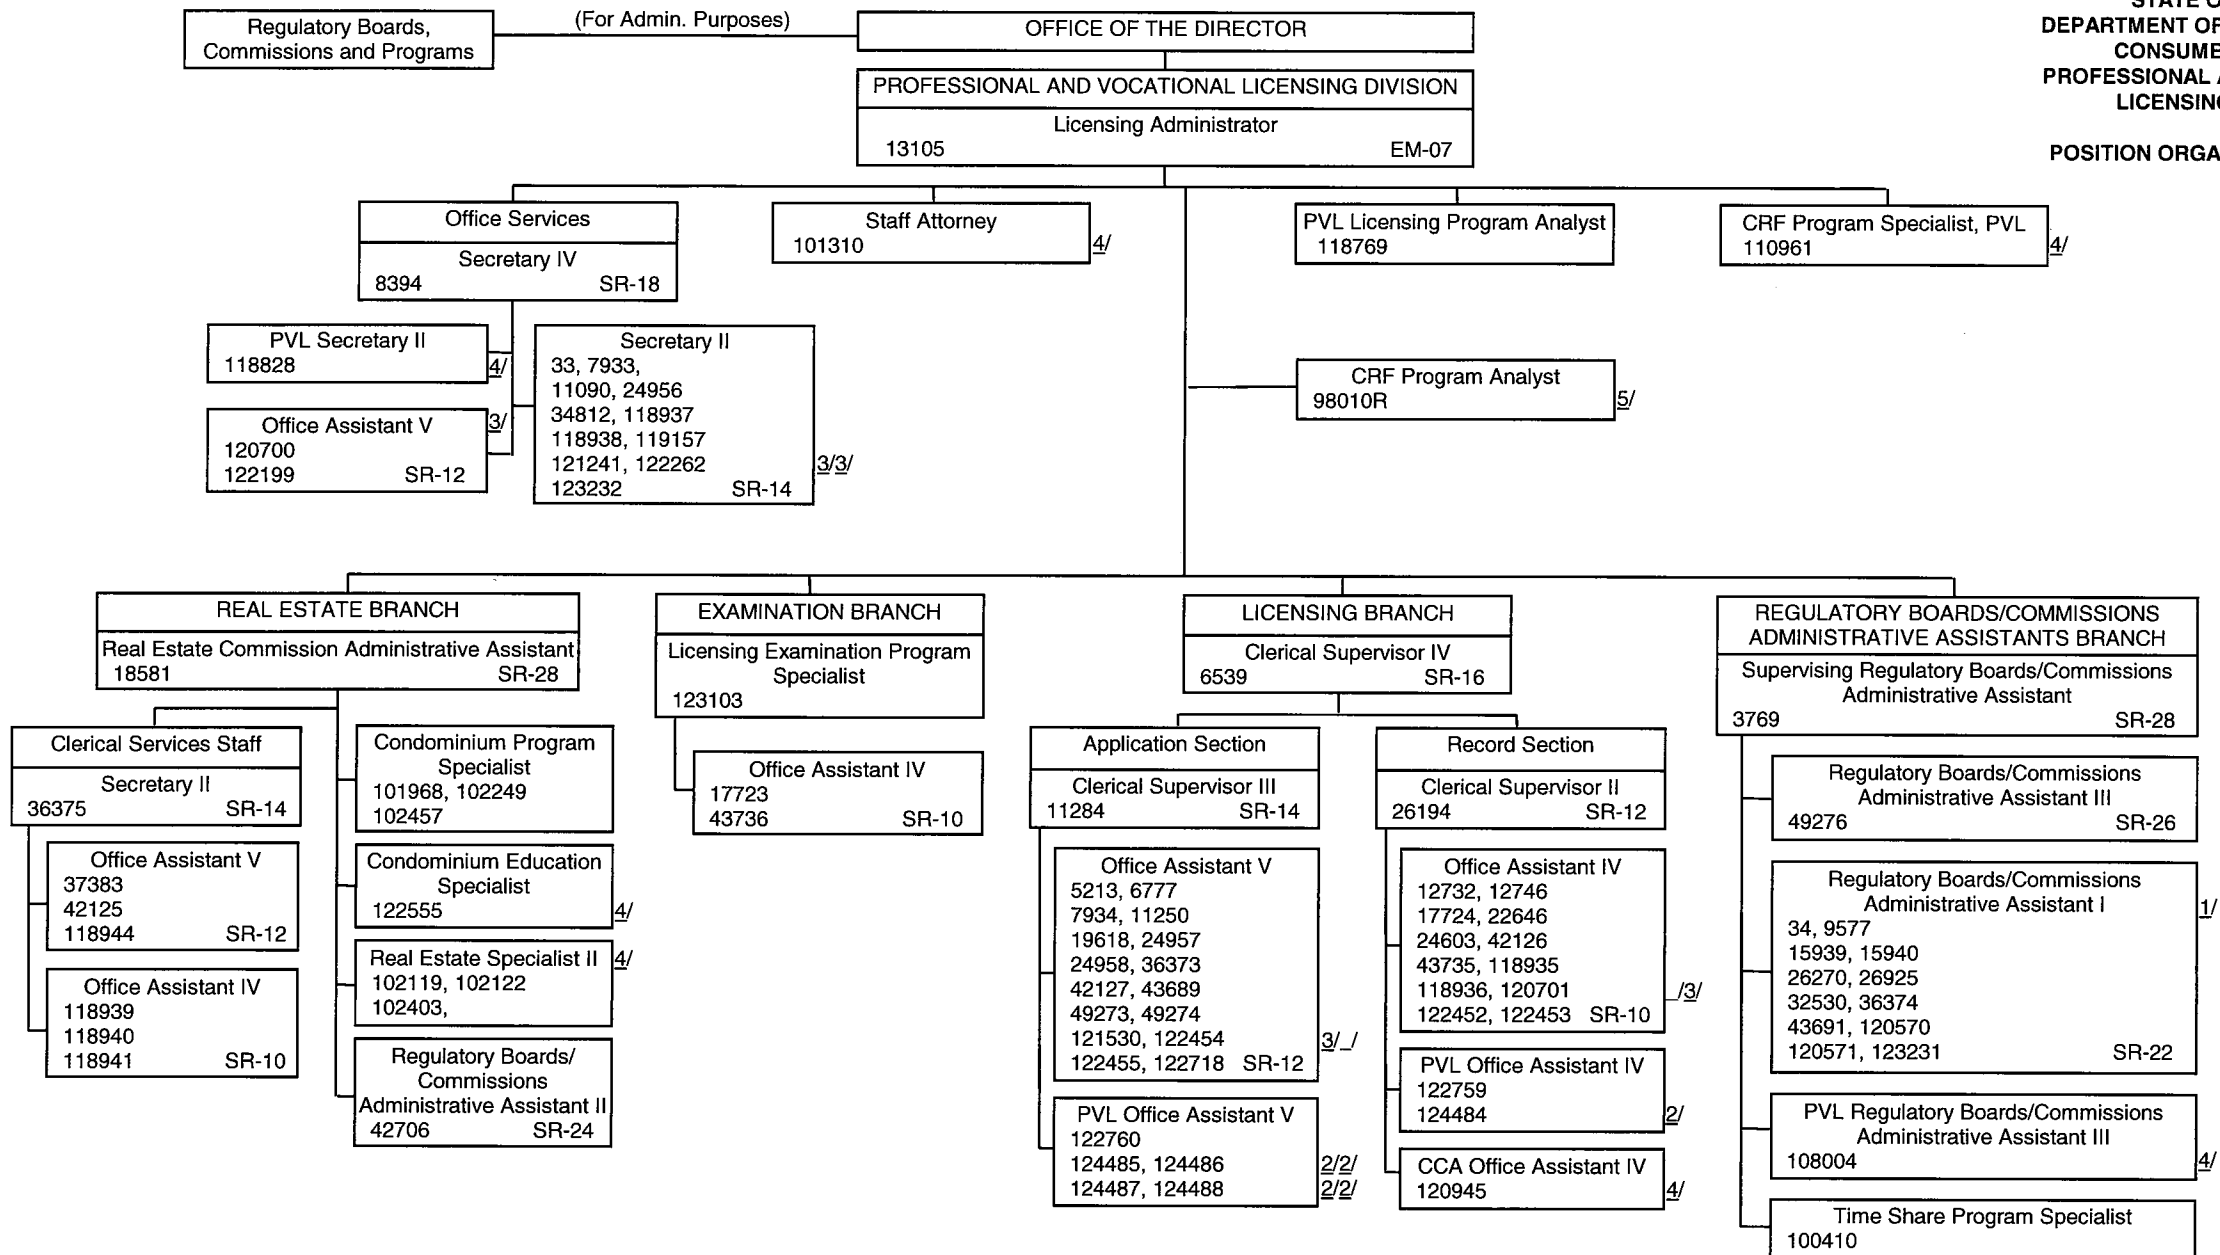 STATE O
DEPARTMENT OF
CONSUME
PROFESSIONAL A
LICENSING
POSITION ORGA
Regulatory Boards,
Commissions and Programs
(For Admin. Purposes)
OFFICE OF THE DIRECTOR
PROFESSIONAL AND VOCATIONAL LICENSING DIVISION
Licensing Administrator
13105 EM-07
Office Services
Secretary IV
8394 SR-18
Staff Attorney
101310 4/
PVL Licensing Program Analyst
118769
CRF Program Specialist, PVL
110961 4/
PVL Secretary II
118828 4/
Office Assistant V 3/
120700
122199 SR-12
Secretary II
33, 7933,
11090, 24956
34812, 118937
118938, 119157
121241, 122262 3/3/
123232 SR-14
CRF Program Analyst
98010R 5/
REAL ESTATE BRANCH
Real Estate Commission Administrative Assistant
18581 SR-28
Clerical Services Staff
Secretary II
36375 SR-14
Office Assistant V
37383
42125
118944 SR-12
Office Assistant IV
118939
118940
118941 SR-10
Condominium Program
Specialist
101968, 102249
102457
Condominium Education
Specialist
122555 4/
Real Estate Specialist II 4/
102119, 102122
102403,
Regulatory Boards/
Commissions
Administrative Assistant II
42706 SR-24
EXAMINATION BRANCH
Licensing Examination Program
Specialist
123103
Office Assistant IV
17723
43736 SR-10
LICENSING BRANCH
Clerical Supervisor IV
6539 SR-16
Application Section
Clerical Supervisor III
11284 SR-14
Office Assistant V
5213, 6777
7934, 11250
19618, 24957
24958, 36373
42127, 43689
49273, 49274
121530, 122454 3/_/
122455, 122718 SR-12
PVL Office Assistant V
122760
124485, 124486 2/2/
124487, 124488 2/2/
Record Section
Clerical Supervisor II
26194 SR-12
Office Assistant IV
12732, 12746
17724, 22646
24603, 42126
43735, 118935
118936, 120701 _/3/
122452, 122453 SR-10
PVL Office Assistant IV
122759
124484 2/
CCA Office Assistant IV
120945 4/
REGULATORY BOARDS/COMMISSIONS
ADMINISTRATIVE ASSISTANTS BRANCH
Supervising Regulatory Boards/Commissions
Administrative Assistant
3769 SR-28
Regulatory Boards/Commissions
Administrative Assistant III
49276 SR-26
Regulatory Boards/Commissions
Administrative Assistant I 1/
34, 9577
15939, 15940
26270, 26925
32530, 36374
43691, 120570
120571, 123231 SR-22
PVL Regulatory Boards/Commissions
Administrative Assistant III
108004 4/
Time Share Program Specialist
100410